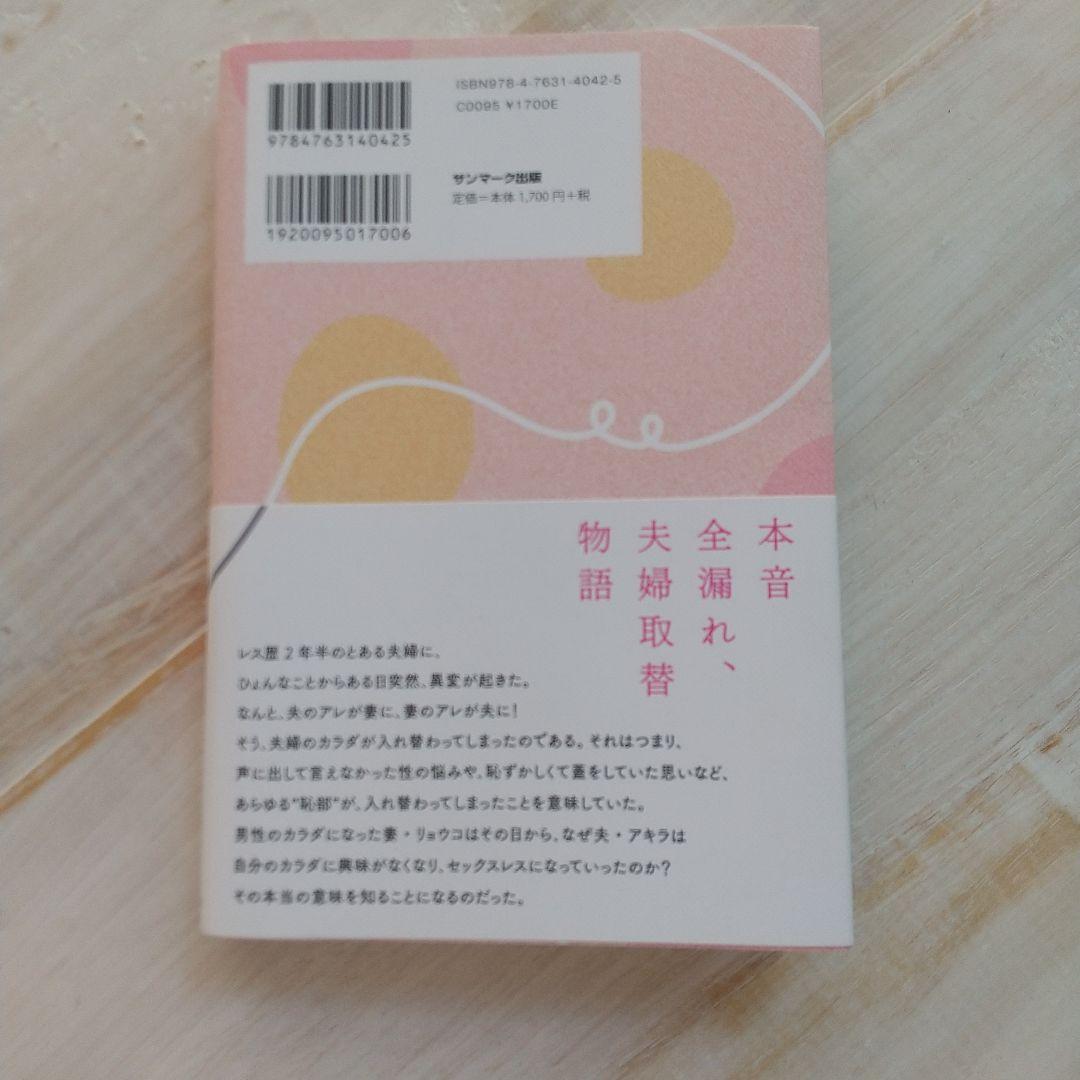 ISBN978-4-7631-4042-5
C0095 ¥1700E
9784763140425
サンマーク出版
定価=本体 1,700円+税
1920095017006
本音
全漏れ、
夫婦取替
物語
レス歴2年半のとある夫婦に、
ひょんなことからある日突然、異変が起きた。
なんと、夫のアレが妻に、妻のアレが夫に!
そう、夫婦のカラダが入れ替わってしまったのである。それはつまり、
声に出して言えなかった性の悩みや、恥ずかしくて蓋をしていた思いなど、
あらゆる“恥部”が、入れ替わってしまったことを意味していた。
男性のカラダになった妻・リョウコはその日から、なぜ夫・アキラは
自分のカラダに興味がなくなり、セックスレスになっていったのか?
その本当の意味を知ることになるのだった。